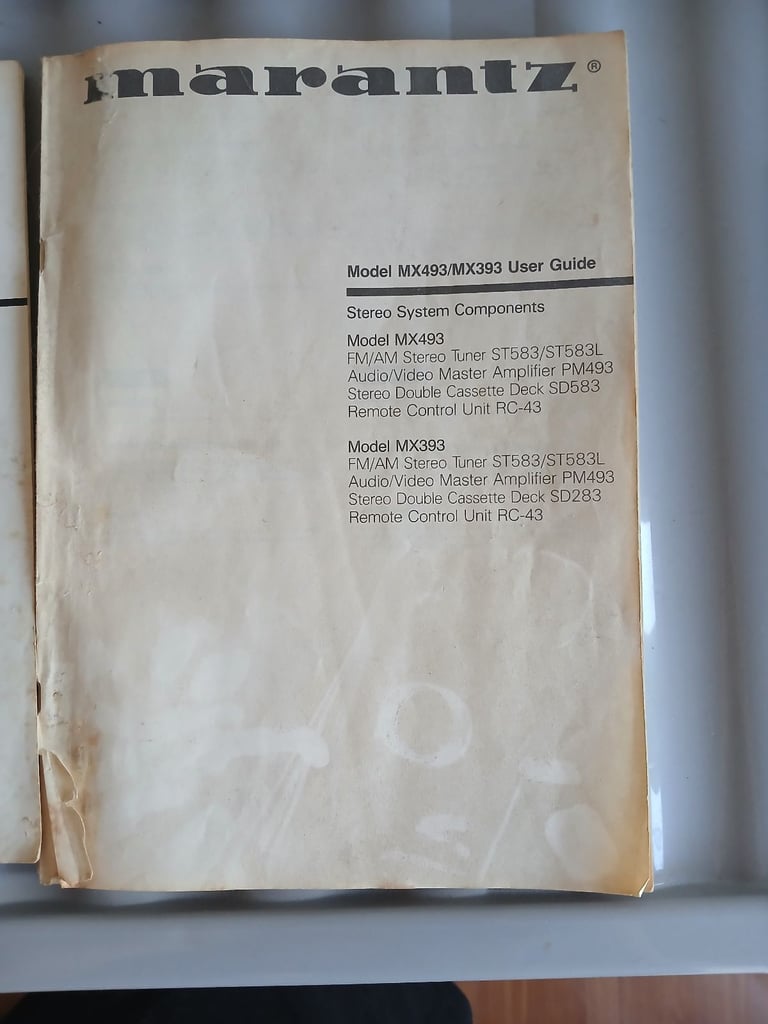 marantz®
Model MX493/MX393 User Guide
Stereo System Components
Model MX493
FM/AM Stereo Tuner ST583/ST583L
Audio/Video Master Amplifier PM493
Stereo Double Cassette Deck SD583
Remote Control Unit RC-43
Model MX393
FM/AM Stereo Tuner ST583/ST583L
Audio/Video Master Amplifier PM493
Stereo Double Cassette Deck SD283
Remote Control Unit RC-43